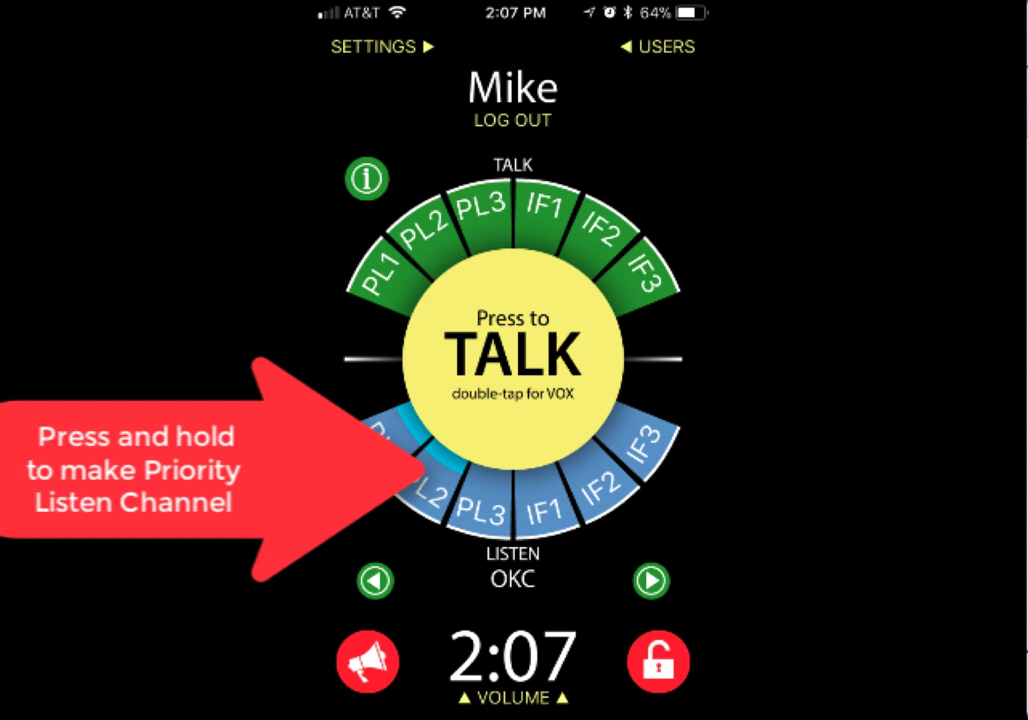 AT&T 2:07 PM 64%
SETTINGS ▶ ◀ USERS
Mike
LOG OUT
TALK
PL1 PL2 PL3 IF1 IF2 IF3
Press to
TALK
double-tap for VOX
Press and hold
to make Priority
Listen Channel
PL2 PL3 IF1 IF2 IF3
LISTEN
OKC
2:07
▲ VOLUME ▲